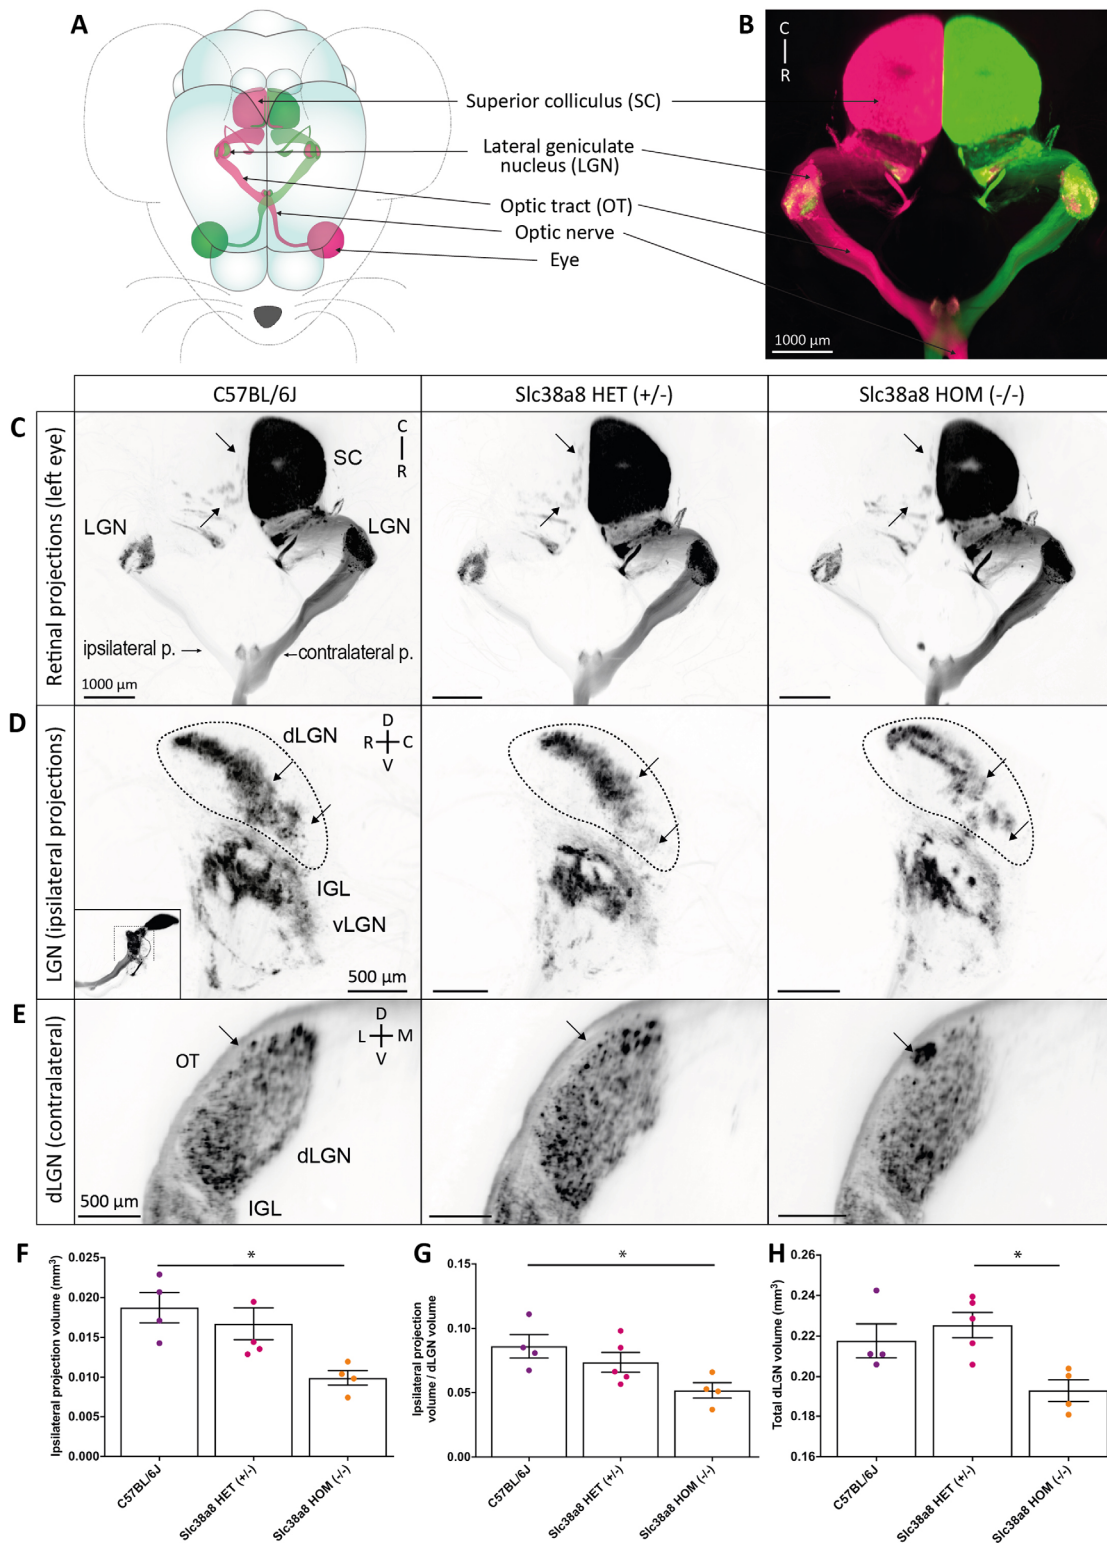 A
B
C
R
Superior colliculus (SC)
Lateral geniculate
nucleus (LGN)
Optic tract (OT)
Optic nerve
Eye
1000 µm
C57BL/6J
Slc38a8 HET (+/-)
Slc38a8 HOM (-/-)
C
Retinal projections (left eye)
C
R
SC
LGN
LGN
ipsilateral p.
contralateral p.
1000 µm
D
LGN (ipsilateral projections)
dLGN
D
R C
V
IGL
vLGN
500 µm
E
dLGN (contralateral)
D
L M
V
OT
dLGN
IGL
500 µm
F
Ipsilateral projection volume (mm³)
0.025
0.020
0.015
0.010
0.005
0.000
*
C57BL/6J
Slc38a8 HET (+/-)
Slc38a8 HOM (-/-)
G
Ipsilateral projection
volume / dLGN volume
0.15
0.10
0.05
0.00
*
C57BL/6J
Slc38a8 HET (+/-)
Slc38a8 HOM (-/-)
H
Total dLGN volume (mm³)
0.26
0.24
0.22
0.20
0.18
0.16
*
C57BL/6J
Slc38a8 HET (+/-)
Slc38a8 HOM (-/-)